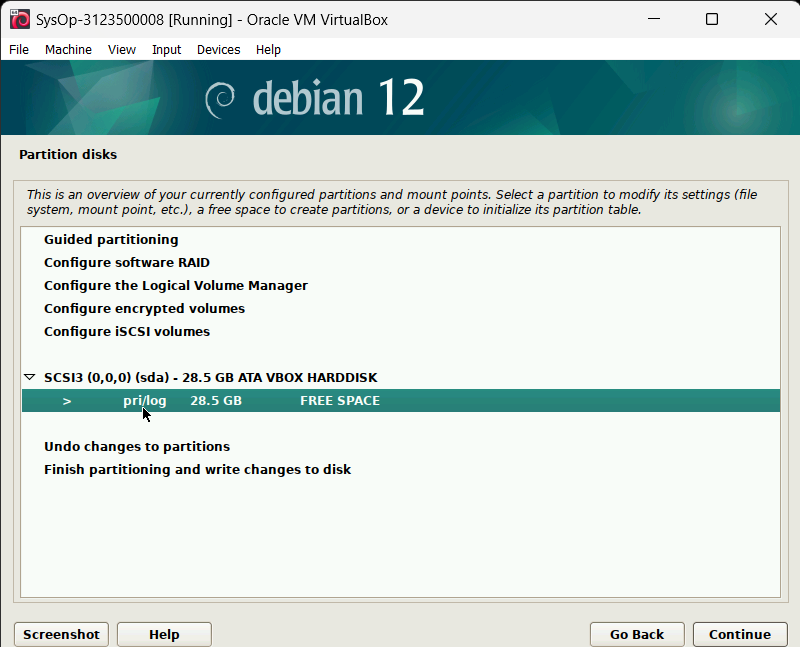 SysOp-3123500008 [Running] - Oracle VM VirtualBox
File Machine View Input Devices Help
debian 12
Partition disks
This is an overview of your currently configured partitions and mount points. Select a partition to modify its settings (file
system, mount point, etc.), a free space to create partitions, or a device to initialize its partition table.
Guided partitioning
Configure software RAID
Configure the Logical Volume Manager
Configure encrypted volumes
Configure iSCSI volumes
SCSI3 (0,0,0) (sda) - 28.5 GB ATA VBOX HARDDISK
> pri/log 28.5 GB FREE SPACE
Undo changes to partitions
Finish partitioning and write changes to disk
Screenshot Help Go Back Continue